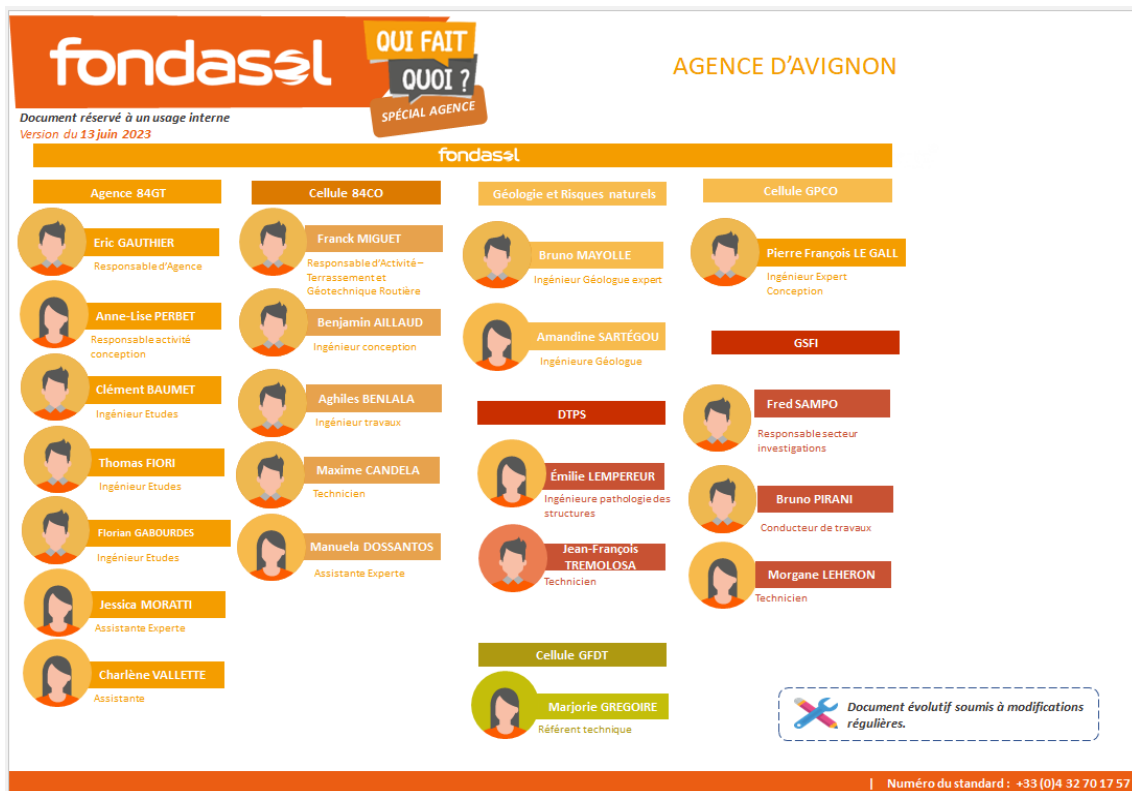 fondasol
QUI FAIT
QUOI ?
SPÉCIAL AGENCE
AGENCE D'AVIGNON
Document réservé à un usage interne
Version du 13 juin 2023
fondasol
Agence 84GT
Eric GAUTHIER
Responsable d'Agence
Anne-Lise PERBET
Responsable activité
conception
Clément BAUMET
Ingénieur Etudes
Thomas FIORI
Ingénieur Etudes
Florian GABOURDES
Ingénieur Etudes
Jessica MORATTI
Assistante Experte
Charlène VALLETTE
Assistante
Cellule 84CO
Franck MIGUET
Responsable d'Activité–
Terrassement et
Géotechnique Routière
Benjamin AILLAUD
Ingénieur conception
Aghiles BENLALA
Ingénieur travaux
Maxime CANDELA
Technicien
Manuela DOSSANTOS
Assistante Experte
Géologie et Risques naturels
Bruno MAYOLLE
Ingénieur Géologue expert
Amandine SARTÉGOU
Ingénieure Géologue
DTPS
Émilie LEMPEREUR
Ingénieure pathologie des
structures
Jean-François
TREMOLOSA
Technicien
Cellule GFDT
Marjorie GREGOIRE
Référent technique
Cellule GPCO
Pierre François LE GALL
Ingénieur Expert
Conception
GSFI
Fred SAMPO
Responsable secteur
investigations
Bruno PIRANI
Conducteur de travaux
Morgane LEHERON
Technicien
Document évolutif soumis à modifications
régulières.
| Numéro du standard : +33 (0)4 32 70 17 57